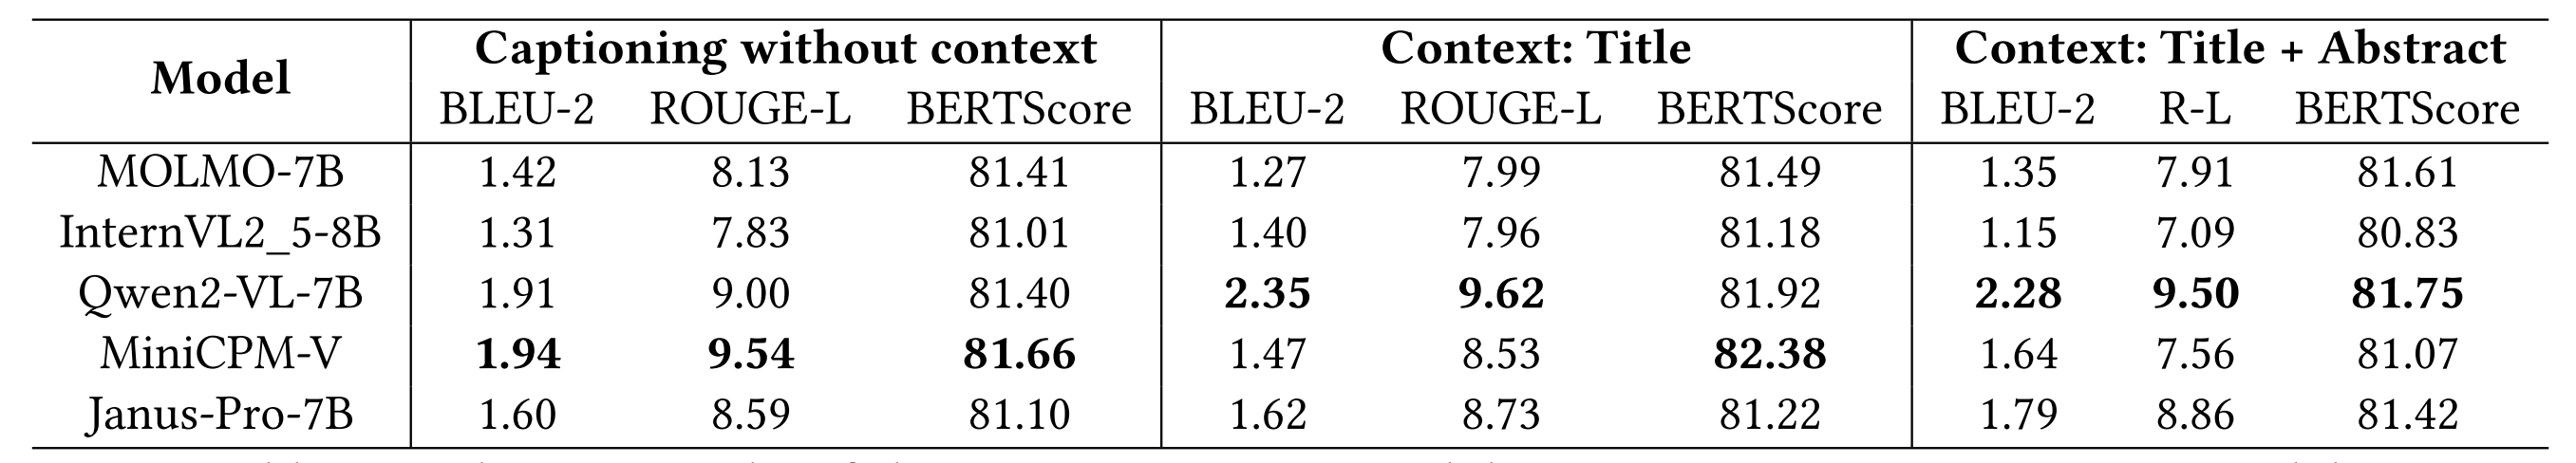 Model Captioning without context Context: Title Context: Title + Abstract
BLEU-2 ROUGE-L BERTScore BLEU-2 ROUGE-L BERTScore BLEU-2 R-L BERTScore
MOLMO-7B 1.42 8.13 81.41 1.27 7.99 81.49 1.35 7.91 81.61
InternVL2_5-8B 1.31 7.83 81.01 1.40 7.96 81.18 1.15 7.09 80.83
Qwen2-VL-7B 1.91 9.00 81.40 2.35 9.62 81.92 2.28 9.50 81.75
MiniCPM-V 1.94 9.54 81.66 1.47 8.53 82.38 1.64 7.56 81.07
Janus-Pro-7B 1.60 8.59 81.10 1.62 8.73 81.22 1.79 8.86 81.42